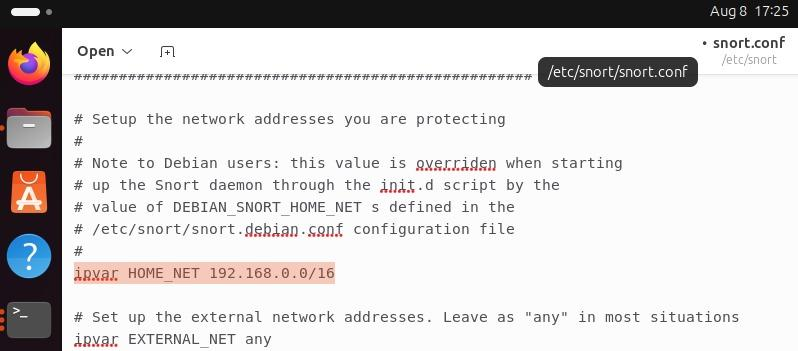 Aug 8 17:25
Open
• snort.conf
/etc/snort
/etc/snort/snort.conf
###################################################
# Setup the network addresses you are protecting
#
# Note to Debian users: this value is overriden when starting
# up the Snort daemon through the init.d script by the
# value of DEBIAN_SNORT_HOME_NET s defined in the
# /etc/snort/snort.debian.conf configuration file
#
ipvar HOME_NET 192.168.0.0/16
# Set up the external network addresses. Leave as "any" in most situations
ipvar EXTERNAL_NET any